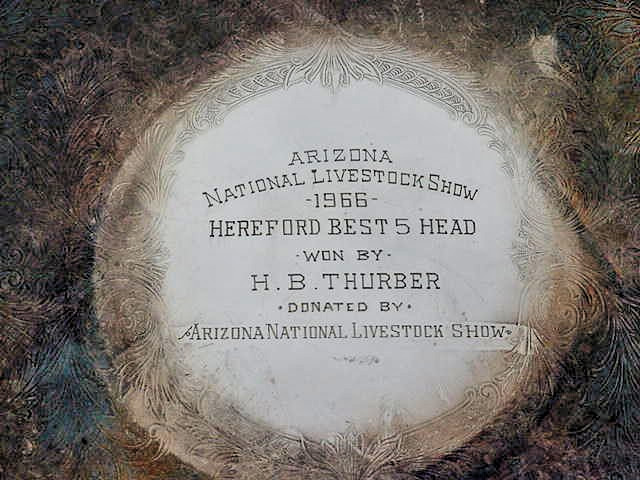 ARIZONA
NATIONAL LIVESTOCK SHOW
-1966-
HEREFORD BEST 5 HEAD
-WON BY-
H. B. THURBER
•DONATED BY•
ARIZONA NATIONAL LIVESTOCK SHOW